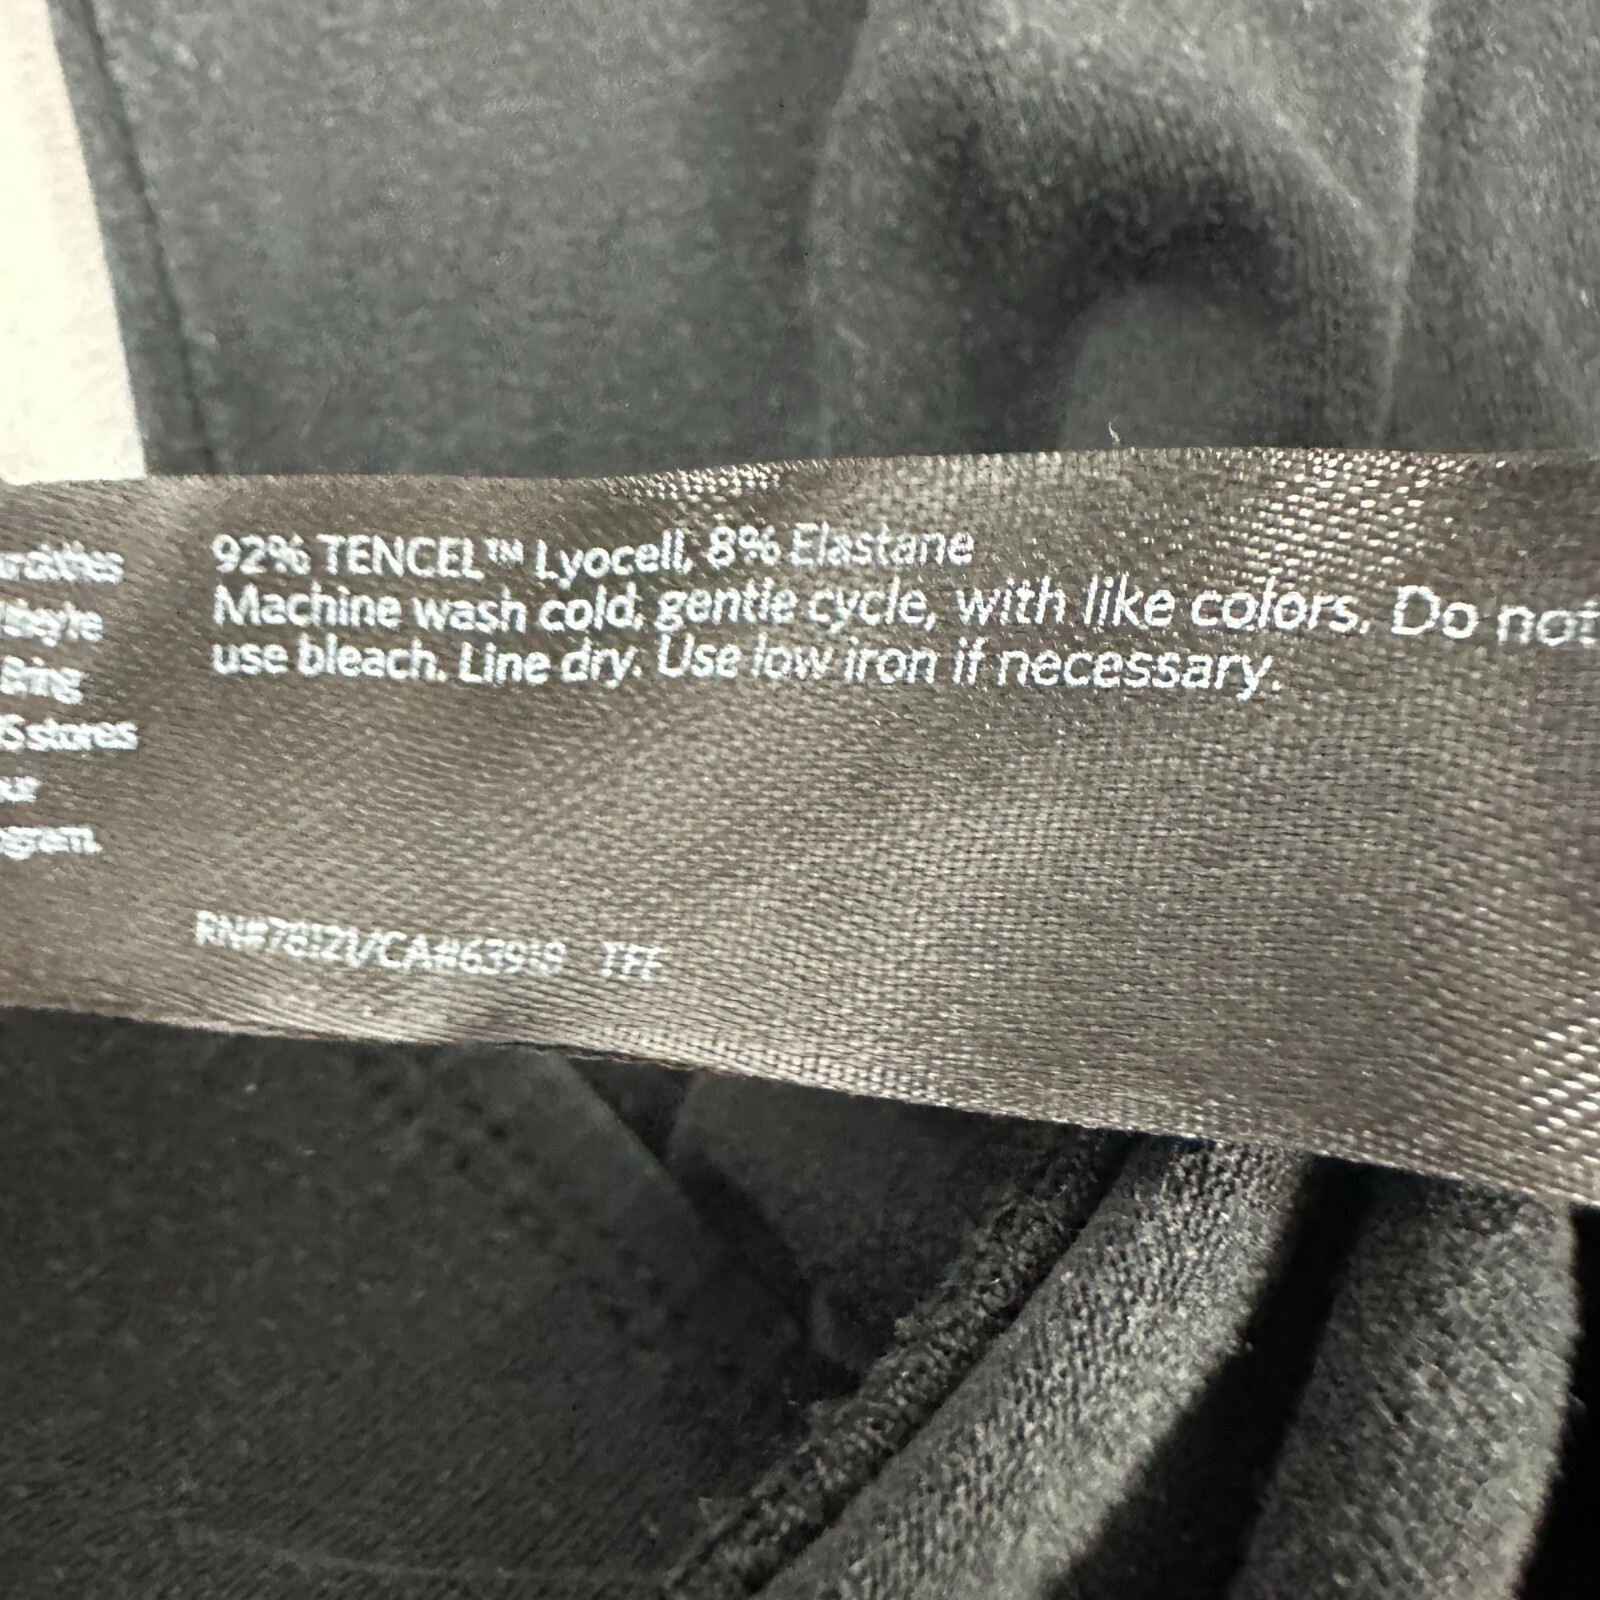 92% TENCEL™ Lyocell, 8% Elastane
Machine wash cold, gentle cycle, with like colors. Do not
use bleach. Line dry. Use low iron if necessary.
stores
RN#78121/CA#63918 TFF